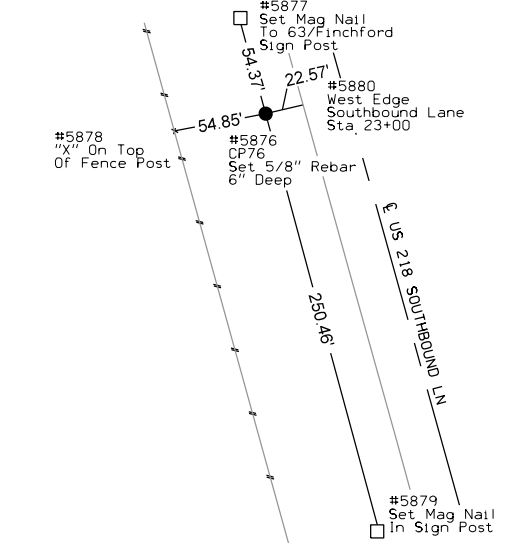 #5877
Set Mag Nail
To 63/Finchford
Sign Post
54.37'
22.57'
#5880
West Edge
Southbound Lane
Sta. 23+00
54.85'
#5878
"X" On Top
Of Fence Post
#5876
CP76
Set 5/8" Rebar
6" Deep
℄ US 218 SOUTHBOUND LN
250.46'
#5879
Set Mag Nail
In Sign Post